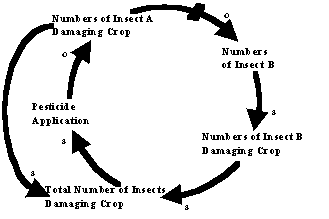 Numbers of Insect A
Damaging Crop
o
Numbers
of Insect B
s
Numbers of Insect B
Damaging Crop
s
Total Number of Insects
Damaging Crop
s
s
Pesticide
Application
o